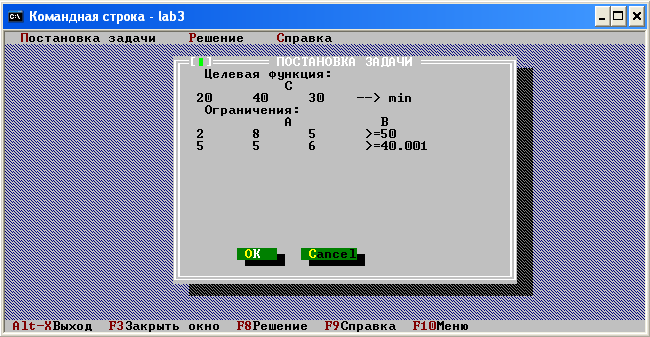 Командная строка - lab3
Постановка задачи Решение Справка
ПОСТАНОВКА ЗАДАЧИ
Целевая функция:
C
20 40 30 --> min
Ограничения:
A B
2 8 5 >=50
5 5 6 >=40.001
OK Cancel
Alt-X Выход F3 Закрыть окно F8 Решение F9 Справка F10 Меню